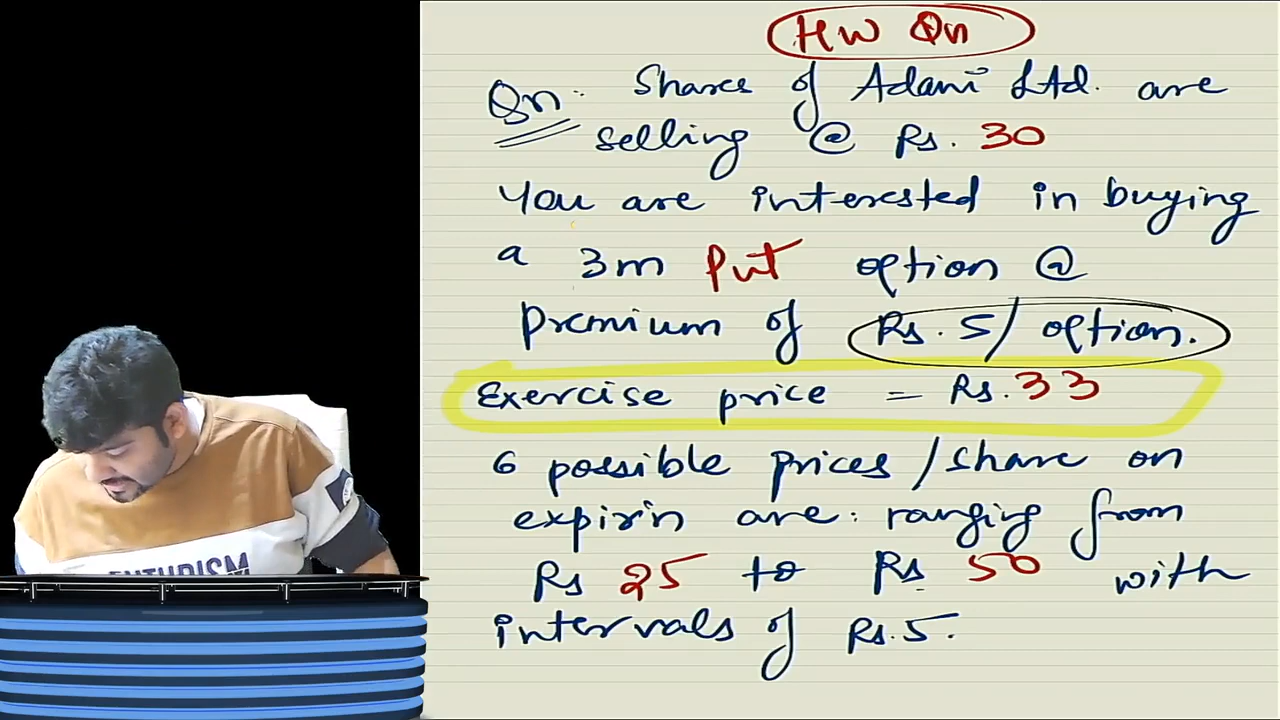 HW Qn
Qn: Shares of Adani Ltd. are
selling @ Rs. 30
You are interested in buying
a 3m Put option @
premium of Rs. 5/ option.
Exercise price = Rs. 33
6 possible prices/share on
expirin are: ranging from
Rs 25 to Rs 50 with
intervals of Rs. 5.